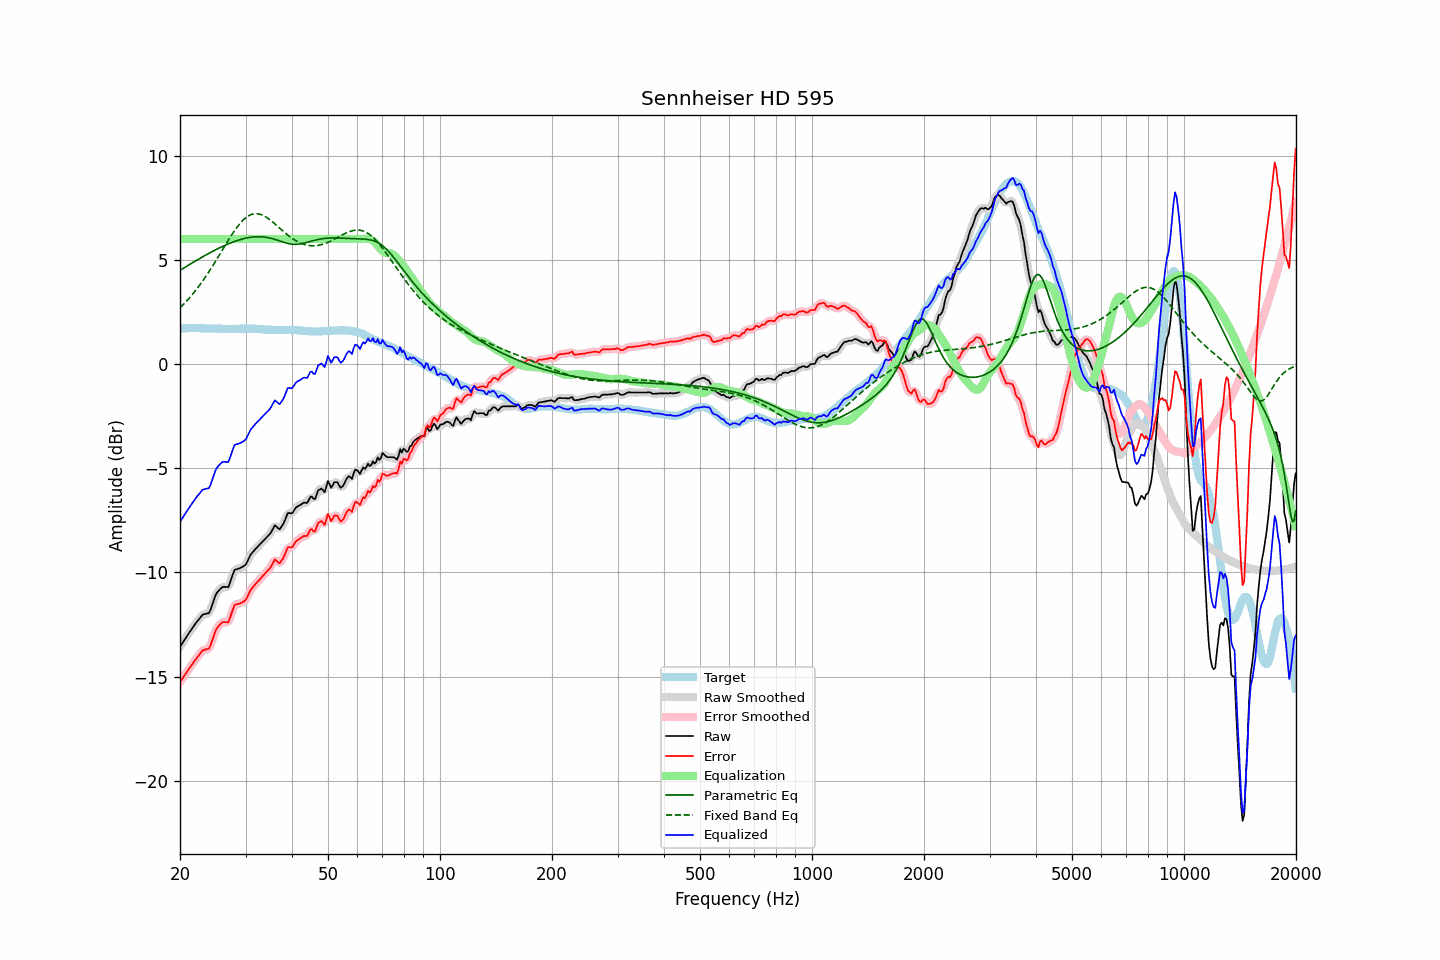 Sennheiser HD 595
Amplitude (dBr)
10
5
0
−5
−10
−15
−20
Target
Raw Smoothed
Error Smoothed
Raw
Error
Equalization
Parametric Eq
Fixed Band Eq
Equalized
20 50 100 200 500 1000 2000 5000 10000 20000
Frequency (Hz)